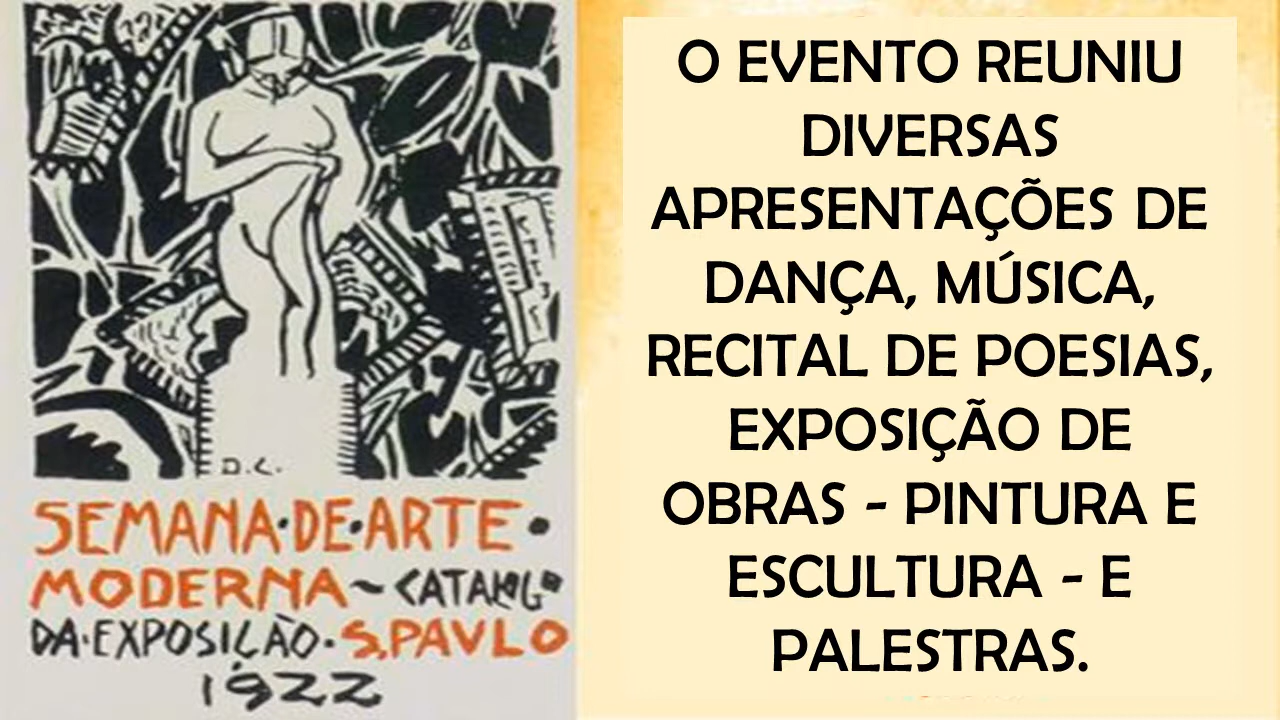 D.C.
SEMANA·DE·ARTE·
MODERNA~CATALOGO
DA·EXPOSIÇÃO·S.PAVLO
1922
O EVENTO REUNIU
DIVERSAS
APRESENTAÇÕES DE
DANÇA, MÚSICA,
RECITAL DE POESIAS,
EXPOSIÇÃO DE
OBRAS - PINTURA E
ESCULTURA - E
PALESTRAS.